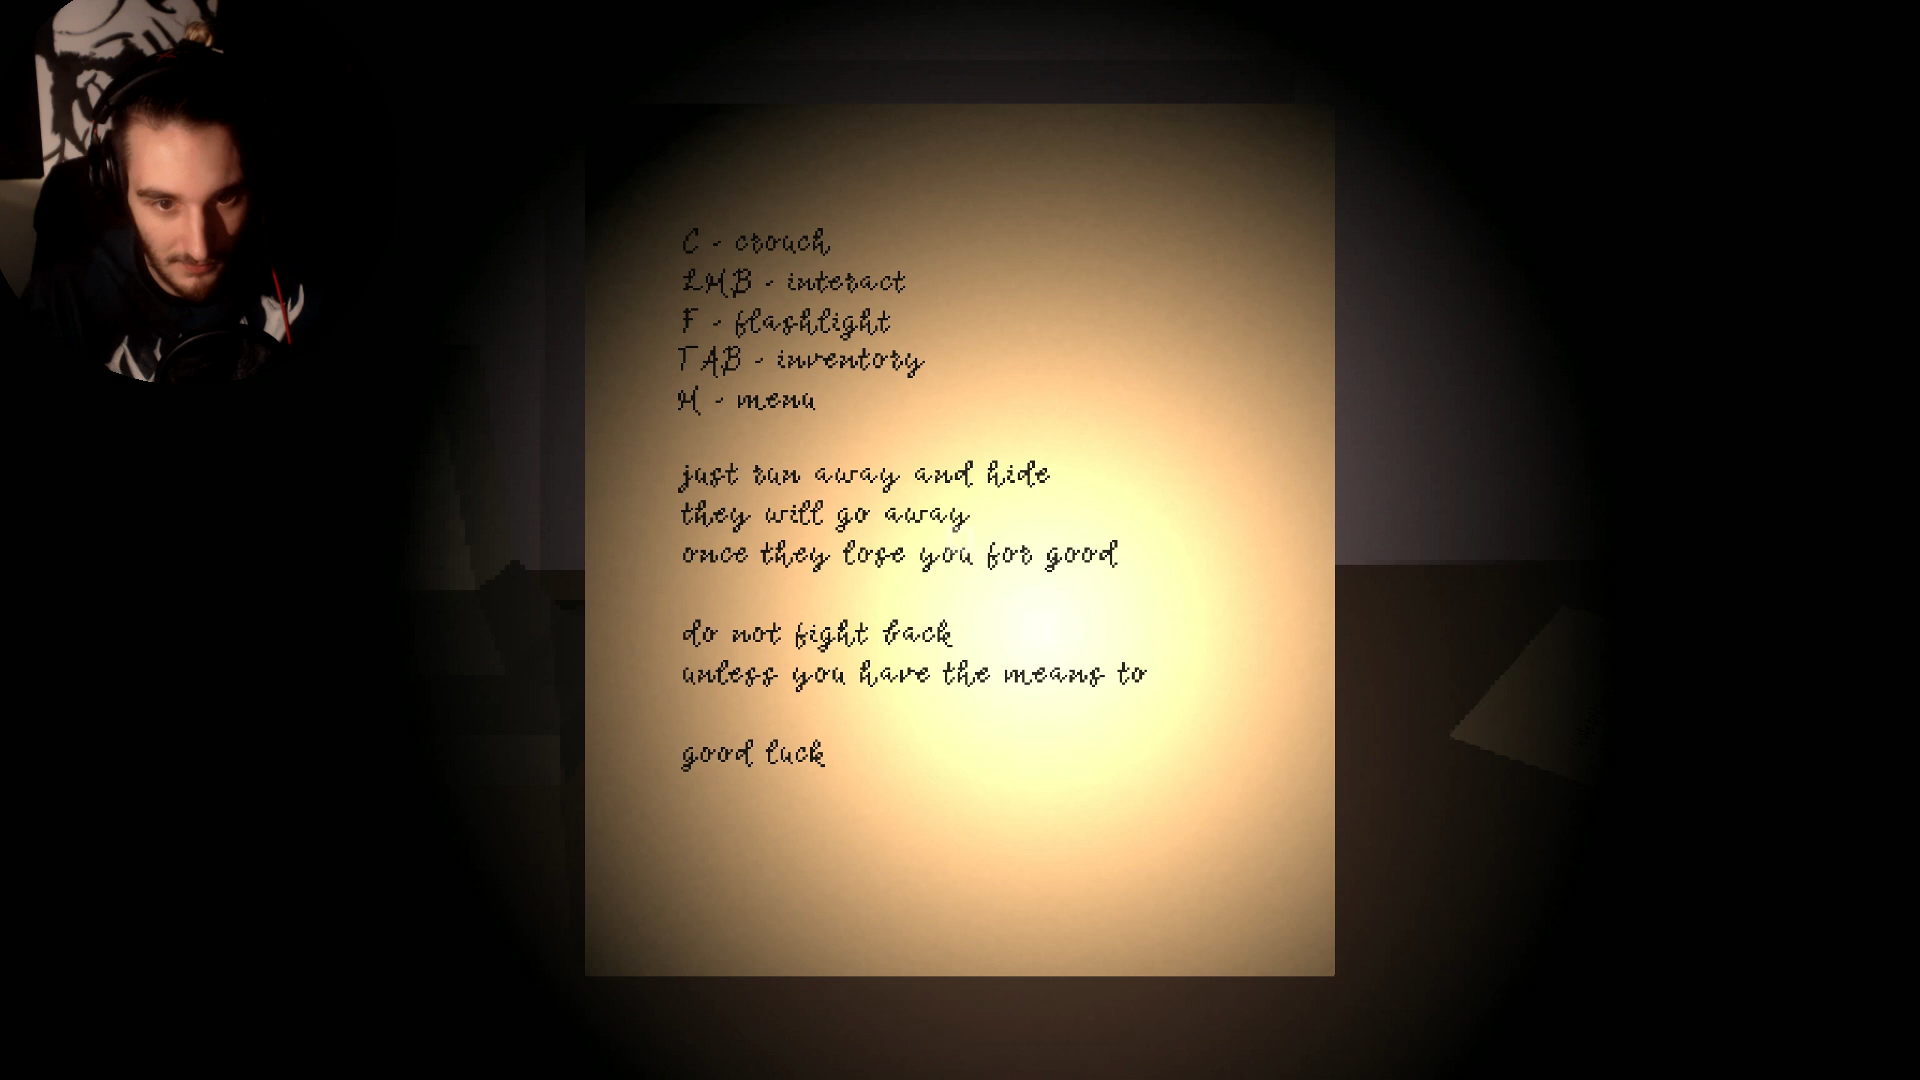 C - crouch
LMB - interact
F - flashlight
TAB - inventory
M - menu
just run away and hide
they will go away
once they lose you for good
do not fight back
unless you have the means to
good luck